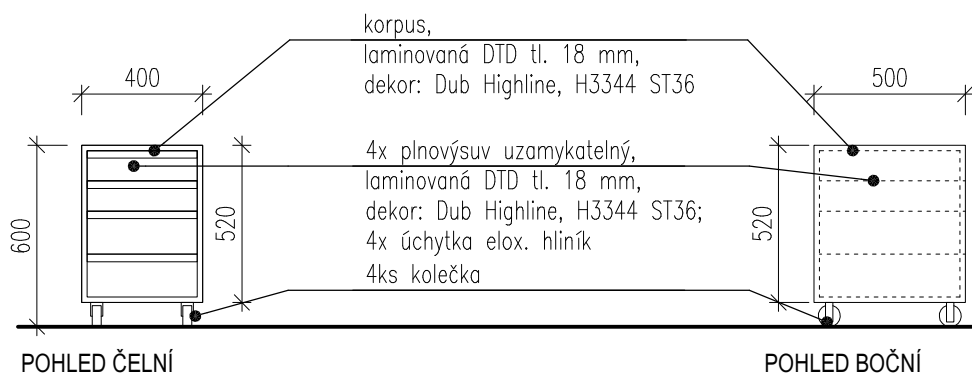 korpus,
laminovaná DTD tl. 18 mm,
dekor: Dub Highline, H3344 ST36
400
500
4x plnovýsuv uzamykatelný,
laminovaná DTD tl. 18 mm,
dekor: Dub Highline, H3344 ST36;
4x úchytka elox. hliník
4ks kolečka
600
520
520
POHLED ČELNÍ
POHLED BOČNÍ